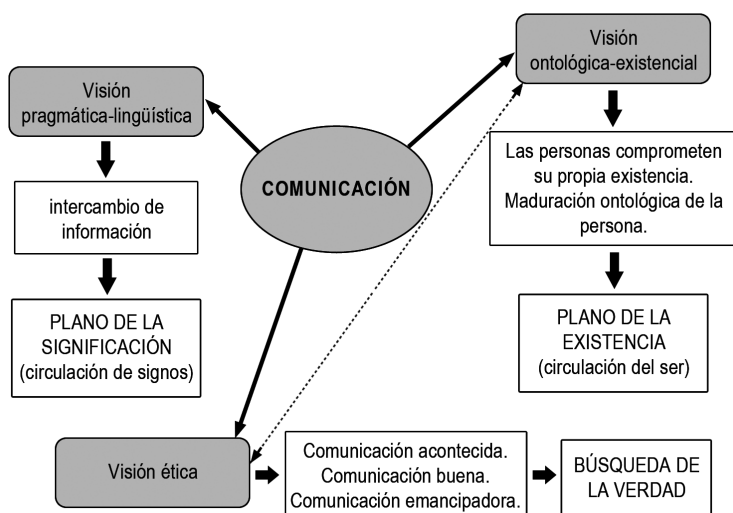 Visión
pragmática-lingüística
intercambio de
información
PLANO DE LA
SIGNIFICACIÓN
(circulación de signos)
COMUNICACIÓN
Visión
ontológica-existencial
Las personas comprometen
su propia existencia.
Maduración ontológica de la
persona.
PLANO DE LA
EXISTENCIA
(circulación del ser)
Visión ética
Comunicación acontecida.
Comunicación buena.
Comunicación emancipadora.
BÚSQUEDA DE
LA VERDAD